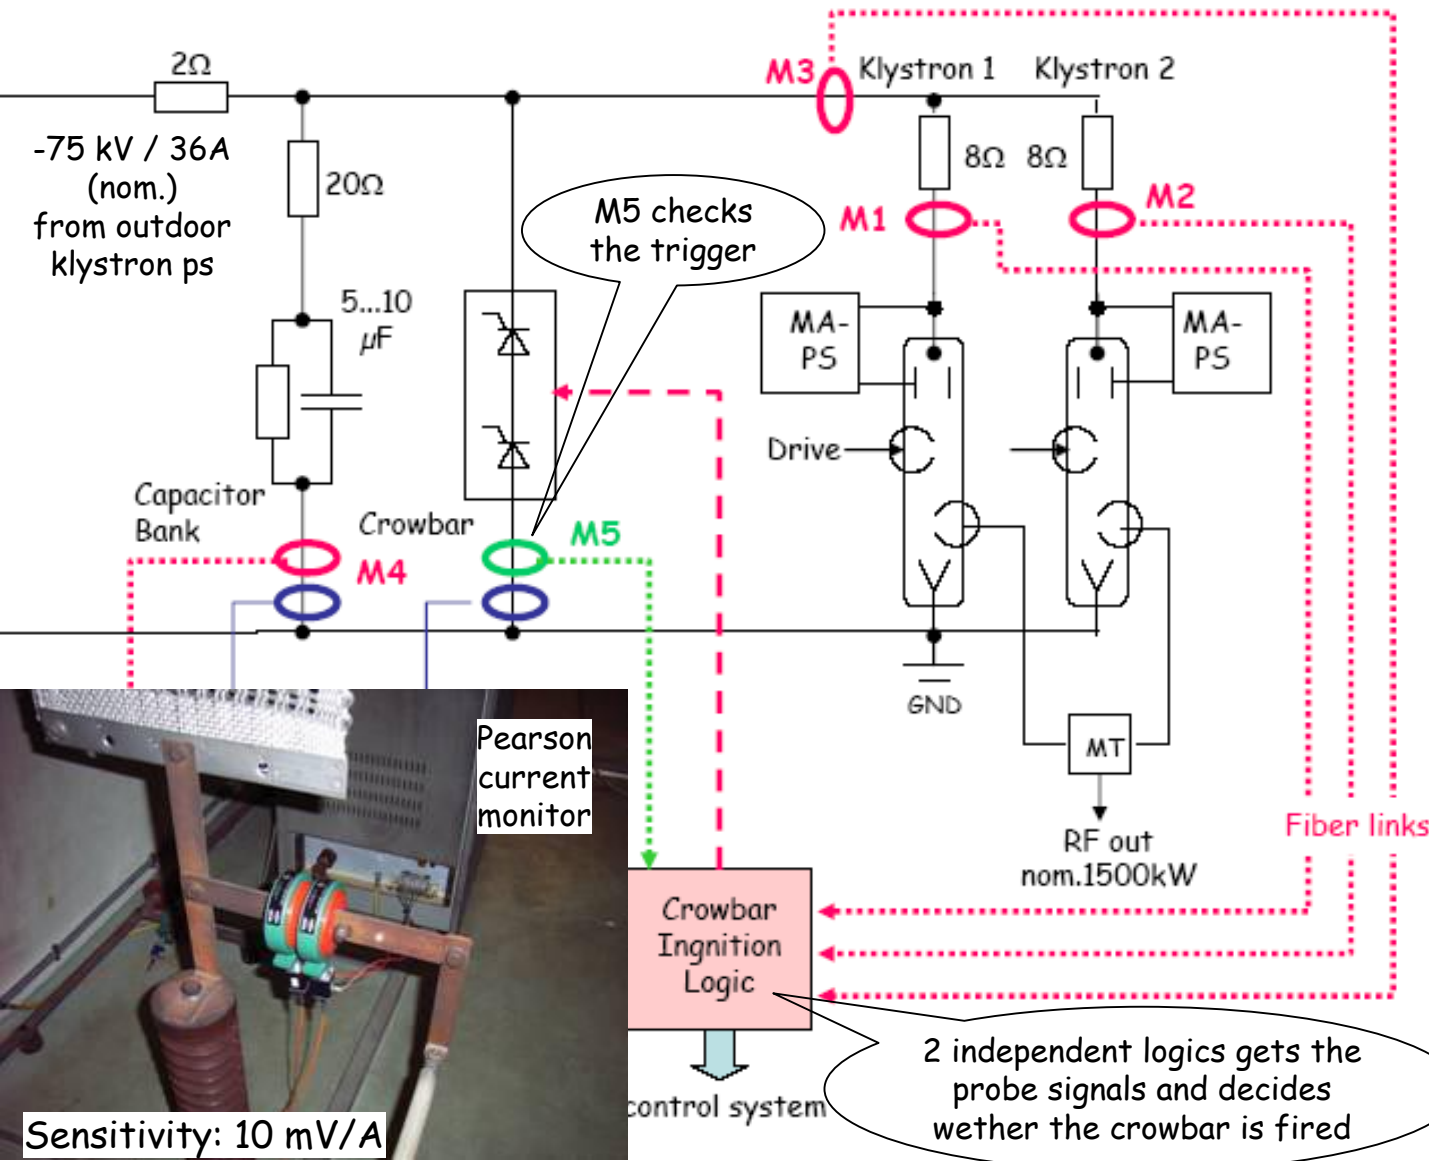 2Ω
-75 kV / 36A
(nom.)
from outdoor
klystron ps
20Ω
5...10
µF
Capacitor
Bank
M4
Crowbar
M5
M5 checks
the trigger
M3
Klystron 1
Klystron 2
8Ω
8Ω
M1
M2
MA-
PS
MA-
PS
Drive
GND
MT
RF out
nom.1500kW
Fiber links
Pearson
current
monitor
Sensitivity: 10 mV/A
Crowbar
Ingnition
Logic
control system
2 independent logics gets the
probe signals and decides
wether the crowbar is fired